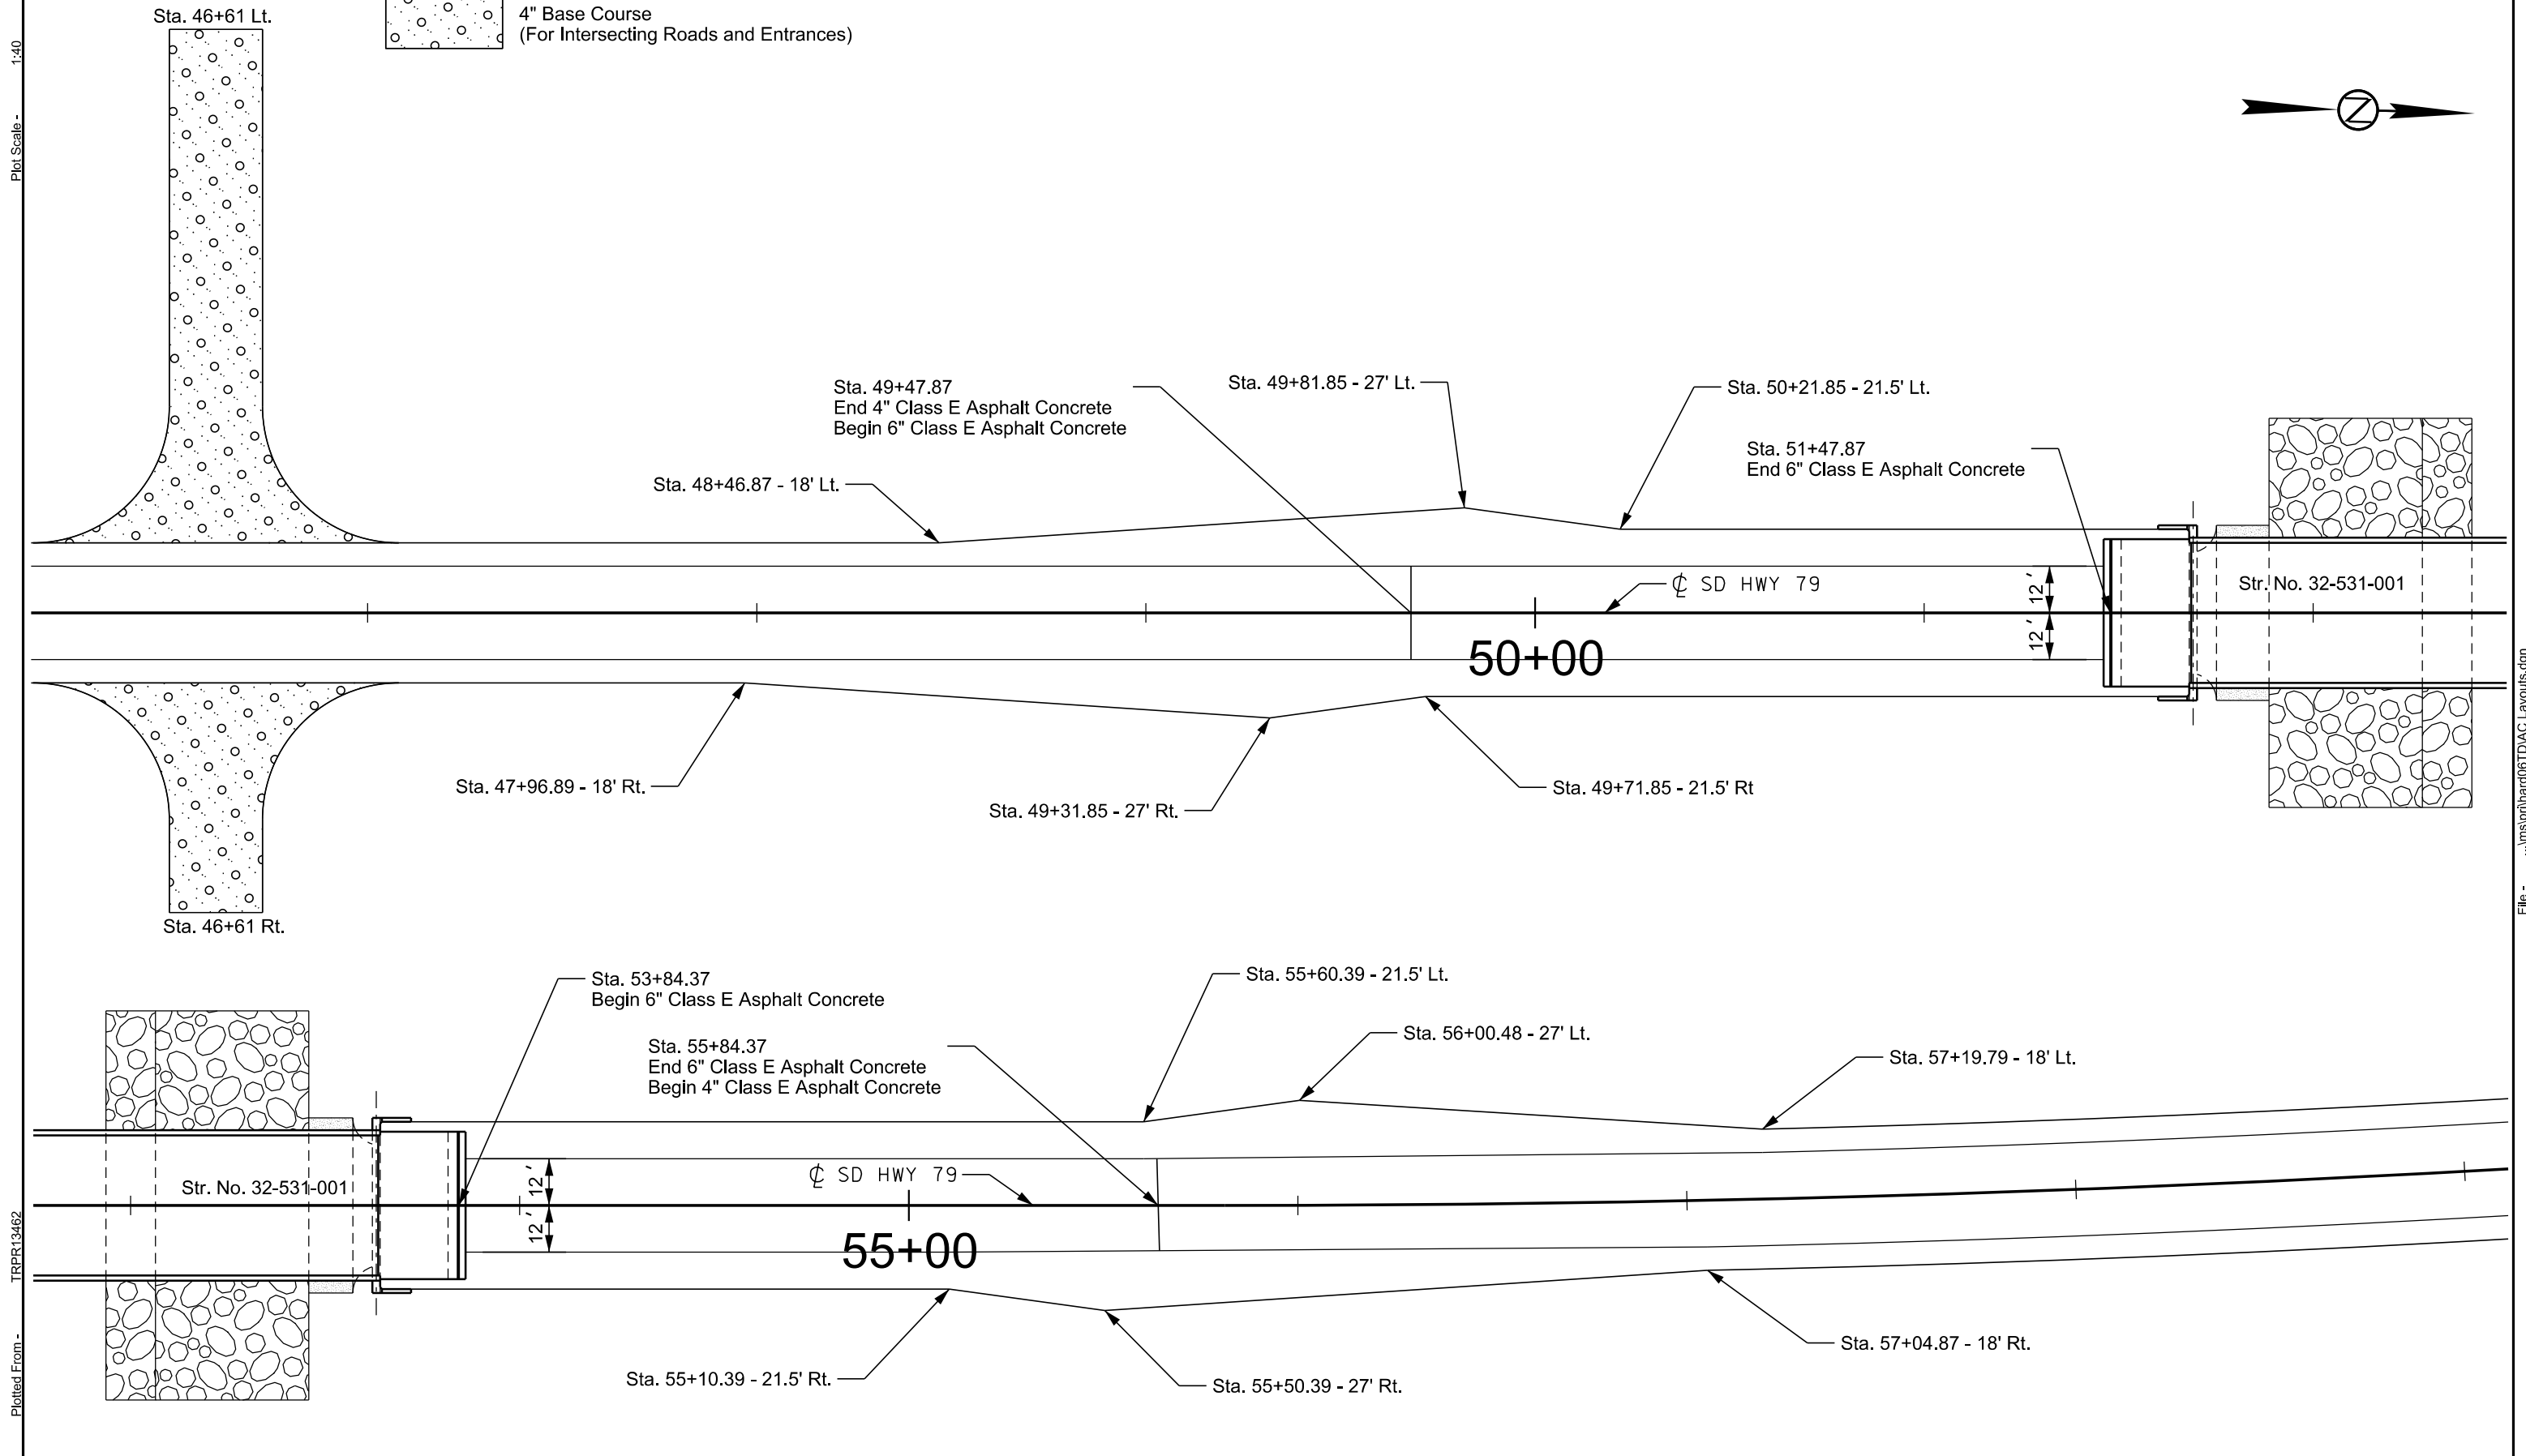 Sta. 46+61 Lt.
4" Base Course
(For Intersecting Roads and Entrances)
Plot Scale - 1:40
Sta. 49+47.87
End 4" Class E Asphalt Concrete
Begin 6" Class E Asphalt Concrete
Sta. 49+81.85 - 27' Lt.
Sta. 50+21.85 - 21.5' Lt.
Sta. 51+47.87
End 6" Class E Asphalt Concrete
Sta. 48+46.87 - 18' Lt.
℄ SD HWY 79
12'
12'
Str. No. 32-531-001
50+00
Sta. 47+96.89 - 18' Rt.
Sta. 49+31.85 - 27' Rt.
Sta. 49+71.85 - 21.5' Rt
Sta. 46+61 Rt.
File - ...\ms\prj\hard06TD\AC Layouts.dgn
Sta. 53+84.37
Begin 6" Class E Asphalt Concrete
Sta. 55+84.37
End 6" Class E Asphalt Concrete
Begin 4" Class E Asphalt Concrete
Sta. 55+60.39 - 21.5' Lt.
Sta. 56+00.48 - 27' Lt.
Sta. 57+19.79 - 18' Lt.
Str. No. 32-531-001
12'
12'
℄ SD HWY 79
55+00
Sta. 55+10.39 - 21.5' Rt.
Sta. 55+50.39 - 27' Rt.
Sta. 57+04.87 - 18' Rt.
Plotted From - TRPR13462